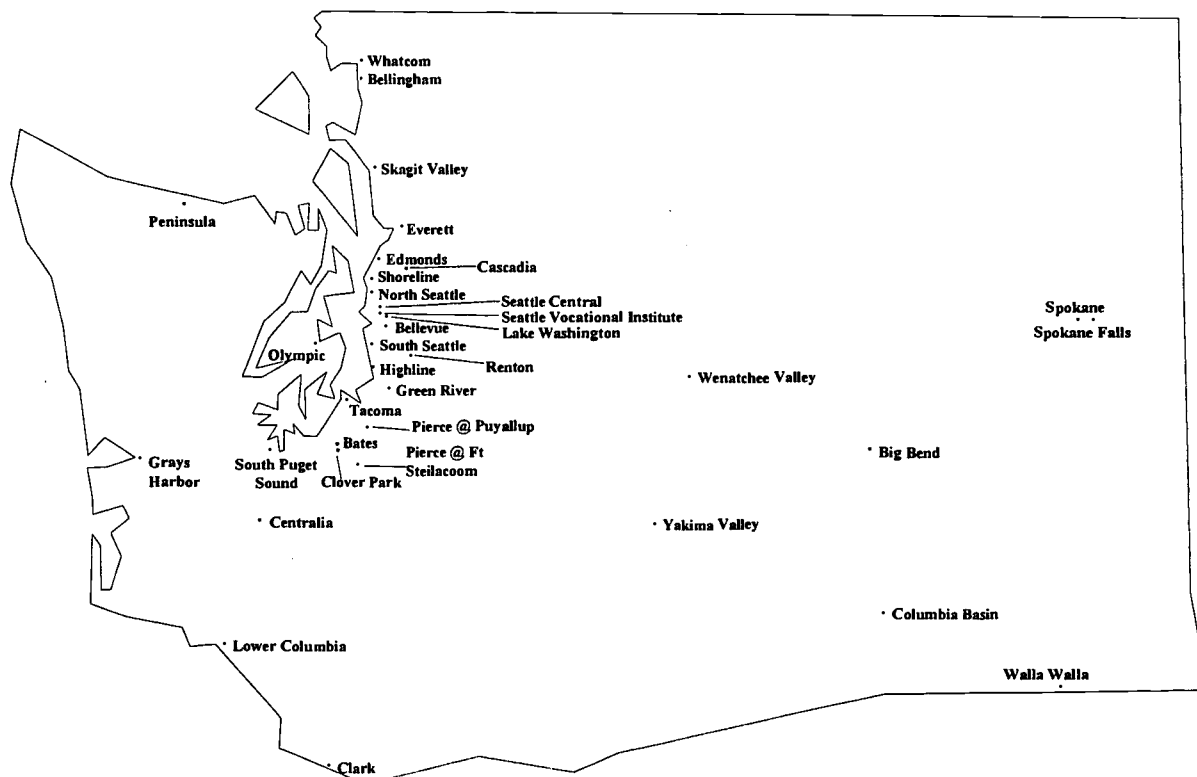 Whatcom
Bellingham
Skagit Valley
Peninsula
Everett
Edmonds
Cascadia
Shoreline
North Seattle
Seattle Central
Seattle Vocational Institute
Lake Washington
Bellevue
Spokane
Spokane Falls
Olympic
South Seattle
Renton
Highline
Wenatchee Valley
Green River
Tacoma
Pierce @ Puyallup
Bates
Pierce @ Ft
Steilacoom
Big Bend
Grays
Harbor
South Puget
Sound
Clover Park
Centralia
Yakima Valley
Columbia Basin
Lower Columbia
Walla Walla
Clark